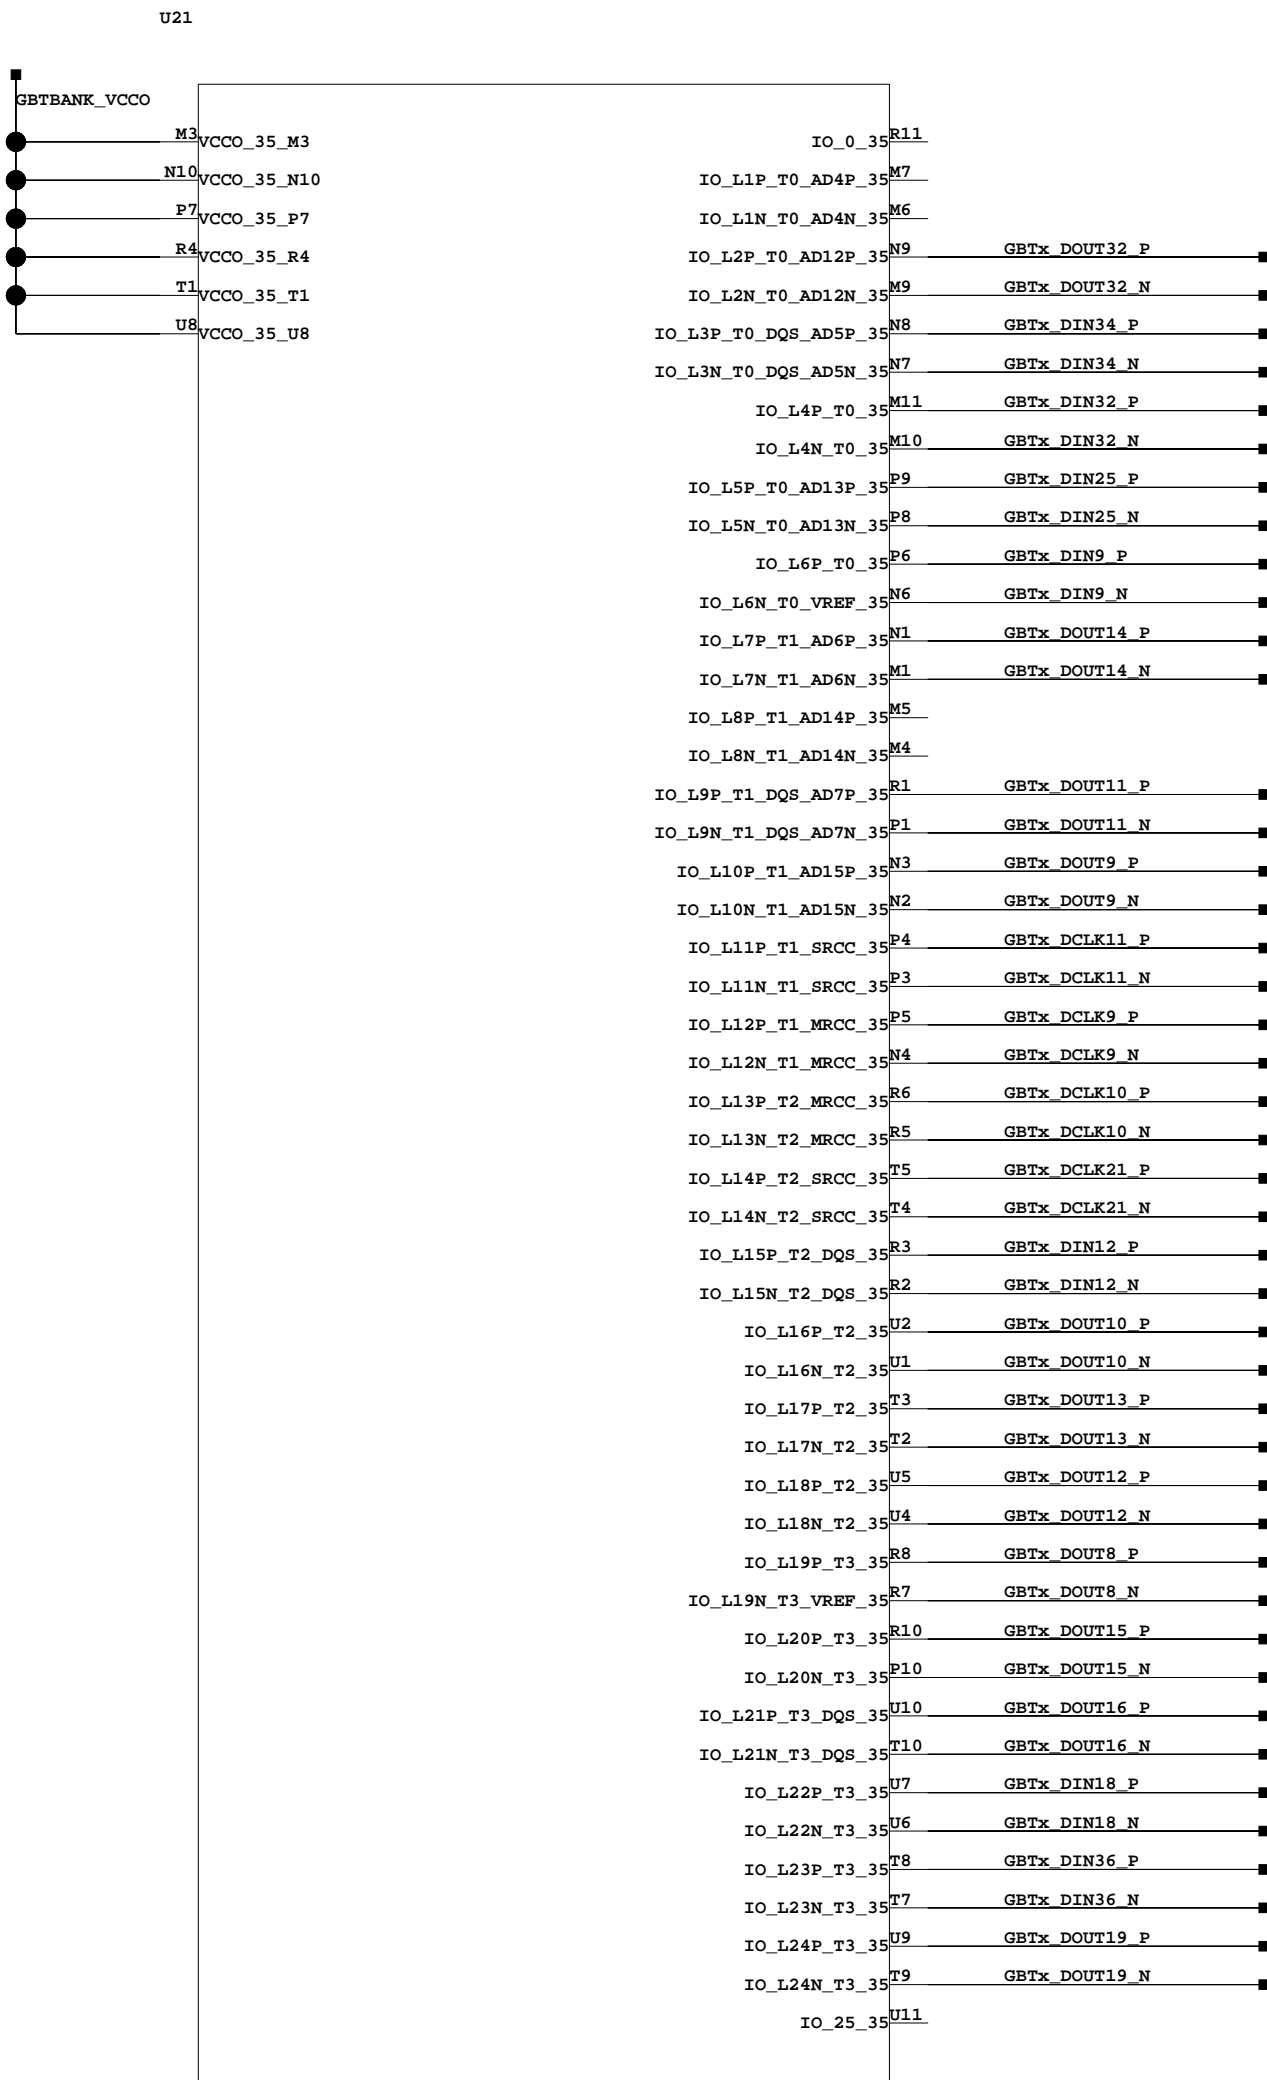 U21
GBTBANK_VCCO
M3 VCCO_35_M3 IO_0_35 R11
N10 VCCO_35_N10 IO_L1P_T0_AD4P_35 M7
P7 VCCO_35_P7 IO_L1N_T0_AD4N_35 M6
R4 VCCO_35_R4 IO_L2P_T0_AD12P_35 N9 GBTx_DOUT32_P
T1 VCCO_35_T1 IO_L2N_T0_AD12N_35 M9 GBTx_DOUT32_N
U8 VCCO_35_U8 IO_L3P_T0_DQS_AD5P_35 N8 GBTx_DIN34_P
IO_L3N_T0_DQS_AD5N_35 N7 GBTx_DIN34_N
IO_L4P_T0_35 M11 GBTx_DIN32_P
IO_L4N_T0_35 M10 GBTx_DIN32_N
IO_L5P_T0_AD13P_35 P9 GBTx_DIN25_P
IO_L5N_T0_AD13N_35 P8 GBTx_DIN25_N
IO_L6P_T0_35 P6 GBTx_DIN9_P
IO_L6N_T0_VREF_35 N6 GBTx_DIN9_N
IO_L7P_T1_AD6P_35 N1 GBTx_DOUT14_P
IO_L7N_T1_AD6N_35 M1 GBTx_DOUT14_N
IO_L8P_T1_AD14P_35 M5
IO_L8N_T1_AD14N_35 M4
IO_L9P_T1_DQS_AD7P_35 R1 GBTx_DOUT11_P
IO_L9N_T1_DQS_AD7N_35 P1 GBTx_DOUT11_N
IO_L10P_T1_AD15P_35 N3 GBTx_DOUT9_P
IO_L10N_T1_AD15N_35 N2 GBTx_DOUT9_N
IO_L11P_T1_SRCC_35 P4 GBTx_DCLK11_P
IO_L11N_T1_SRCC_35 P3 GBTx_DCLK11_N
IO_L12P_T1_MRCC_35 P5 GBTx_DCLK9_P
IO_L12N_T1_MRCC_35 N4 GBTx_DCLK9_N
IO_L13P_T2_MRCC_35 R6 GBTx_DCLK10_P
IO_L13N_T2_MRCC_35 R5 GBTx_DCLK10_N
IO_L14P_T2_SRCC_35 T5 GBTx_DCLK21_P
IO_L14N_T2_SRCC_35 T4 GBTx_DCLK21_N
IO_L15P_T2_DQS_35 R3 GBTx_DIN12_P
IO_L15N_T2_DQS_35 R2 GBTx_DIN12_N
IO_L16P_T2_35 U2 GBTx_DOUT10_P
IO_L16N_T2_35 U1 GBTx_DOUT10_N
IO_L17P_T2_35 T3 GBTx_DOUT13_P
IO_L17N_T2_35 T2 GBTx_DOUT13_N
IO_L18P_T2_35 U5 GBTx_DOUT12_P
IO_L18N_T2_35 U4 GBTx_DOUT12_N
IO_L19P_T3_35 R8 GBTx_DOUT8_P
IO_L19N_T3_VREF_35 R7 GBTx_DOUT8_N
IO_L20P_T3_35 R10 GBTx_DOUT15_P
IO_L20N_T3_35 P10 GBTx_DOUT15_N
IO_L21P_T3_DQS_35 U10 GBTx_DOUT16_P
IO_L21N_T3_DQS_35 T10 GBTx_DOUT16_N
IO_L22P_T3_35 U7 GBTx_DIN18_P
IO_L22N_T3_35 U6 GBTx_DIN18_N
IO_L23P_T3_35 T8 GBTx_DIN36_P
IO_L23N_T3_35 T7 GBTx_DIN36_N
IO_L24P_T3_35 U9 GBTx_DOUT19_P
IO_L24N_T3_35 T9 GBTx_DOUT19_N
IO_25_35 U11